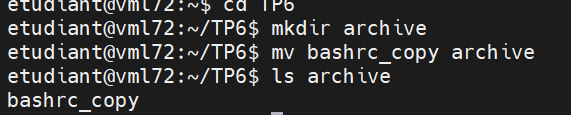 etudiant@vml72:~$ cd TP6
etudiant@vml72:~/TP6$ mkdir archive
etudiant@vml72:~/TP6$ mv bashrc_copy archive
etudiant@vml72:~/TP6$ ls archive
bashrc_copy